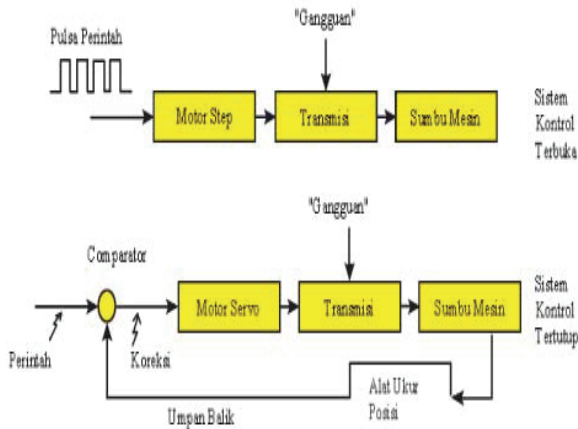 "Gangguan"
Pulsa Perintah
Motor Step
Transmisi
Sumbu Mesin
Sistem
Kontrol
Terbuka
"Gangguan"
Comparator
Motor Servo
Transmisi
Sumbu Mesin
Sistem
Kontrol
Tertutup
Perintah
Koreksi
Alat Ukur
Posisi
Umpan Balik